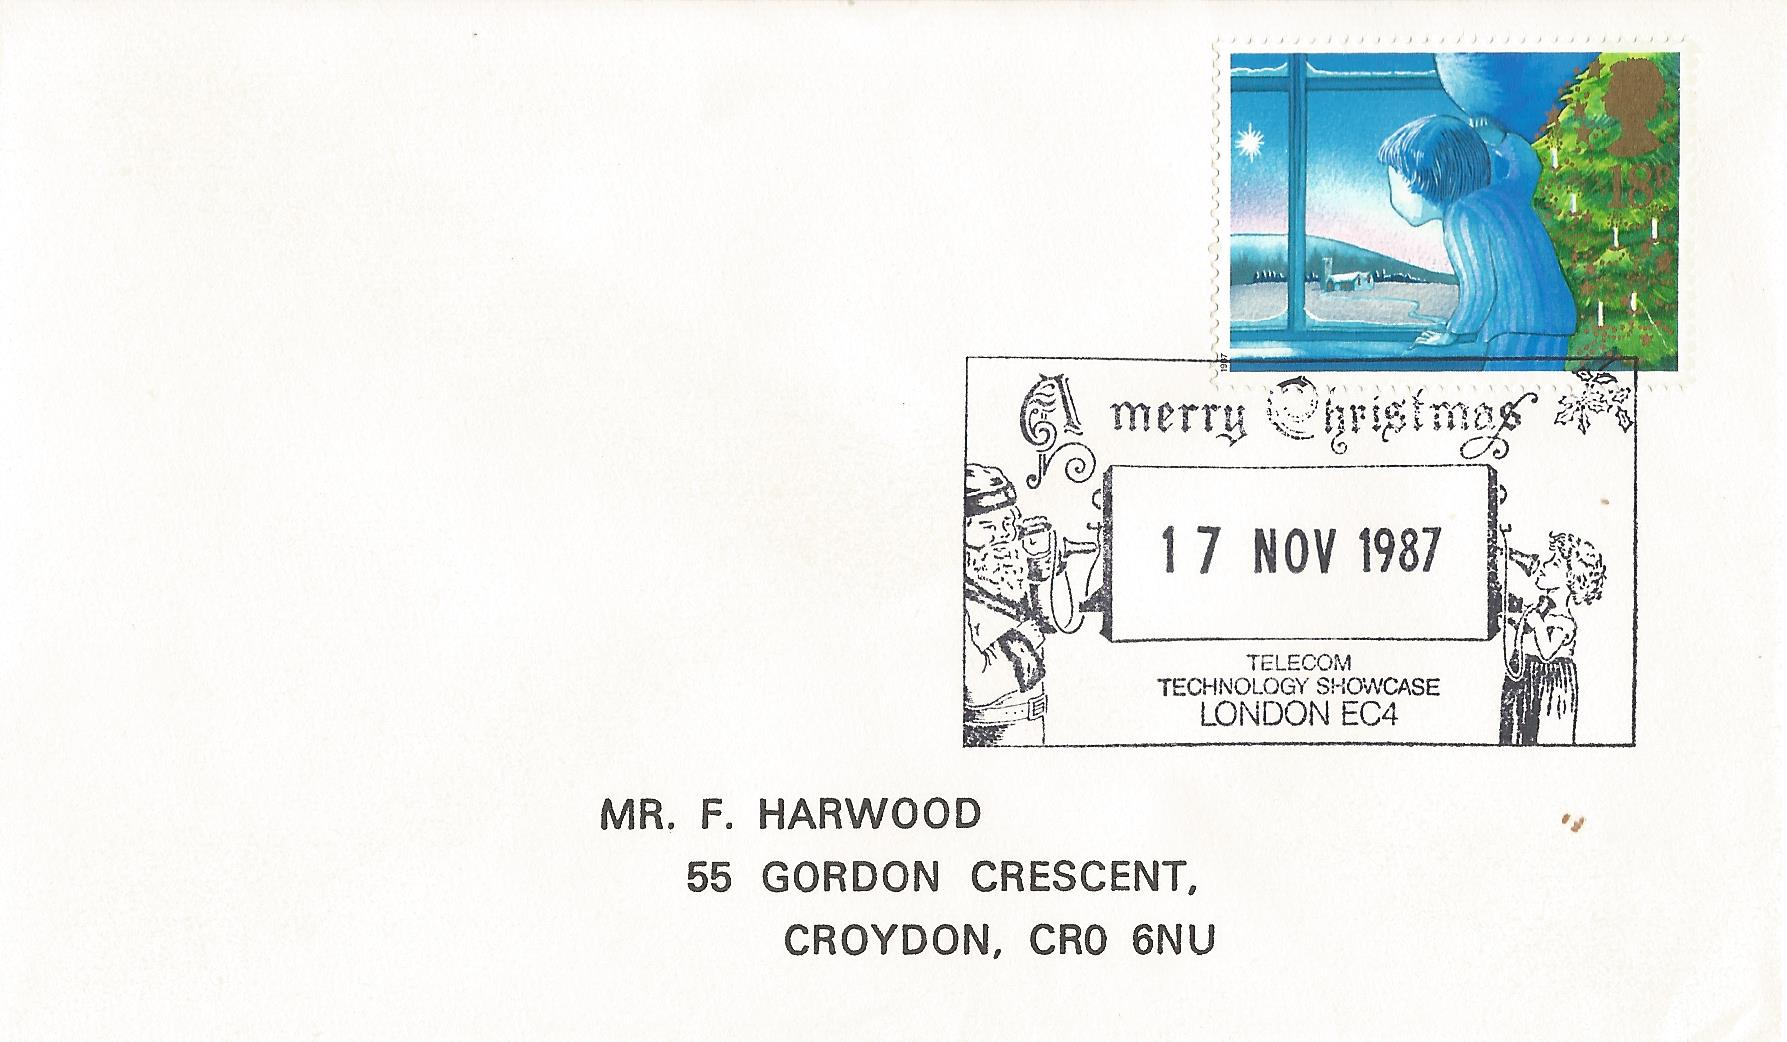 18P
1987
A merry Christmas
17 NOV 1987
TELECOM
TECHNOLOGY SHOWCASE
LONDON EC4
MR. F. HARWOOD
55 GORDON CRESCENT,
CROYDON, CR0 6NU